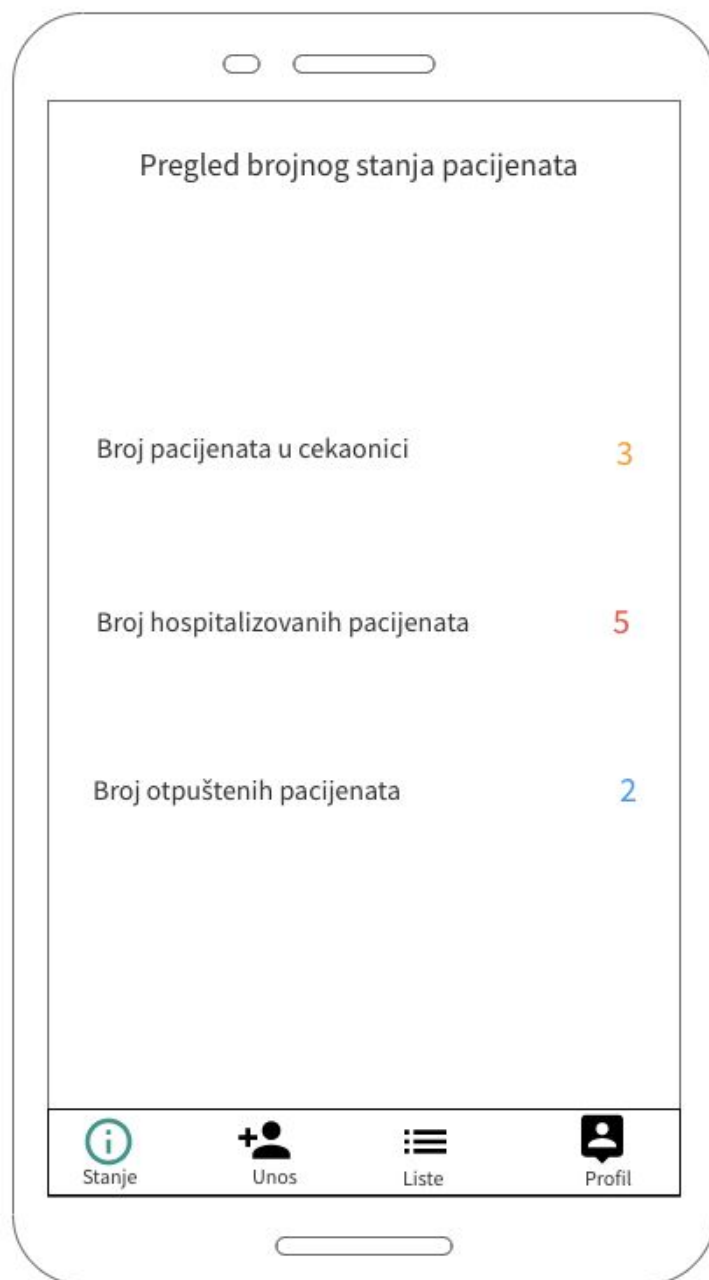 Pregled brojnog stanja pacijenata
Broj pacijenata u cekaonici 3
Broj hospitalizovanih pacijenata 5
Broj otpuštenih pacijenata 2
Stanje Unos Liste Profil